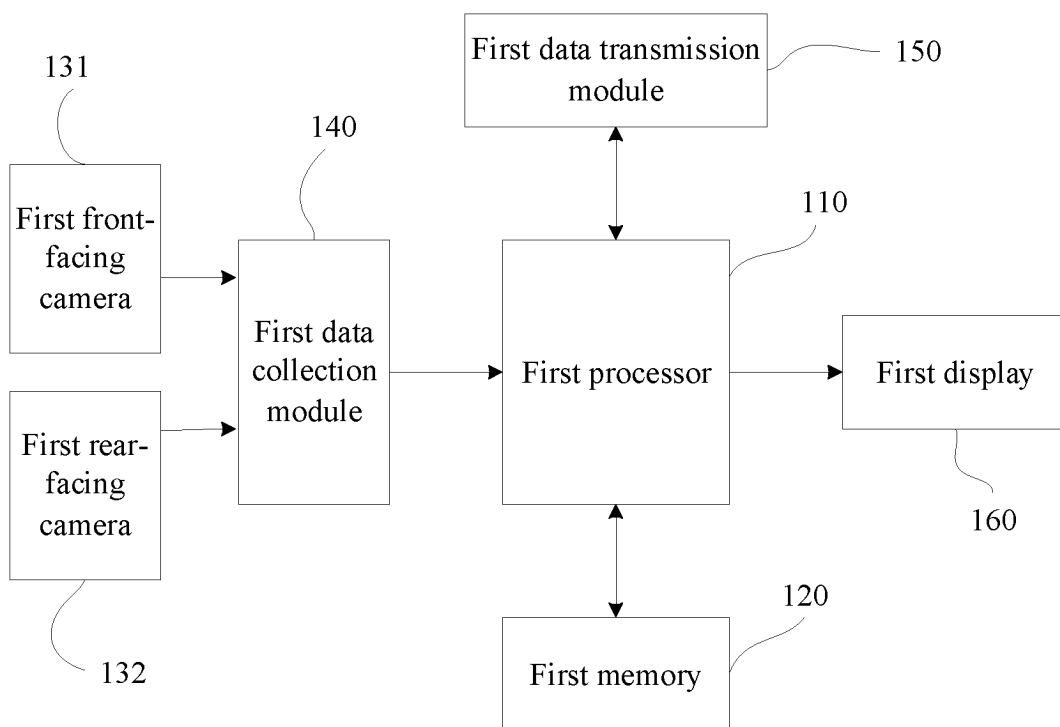 First data transmission
module
150
131
First front-
facing
camera
140
First data
collection
module
110
First processor
First display
160
First rear-
facing
camera
132
120
First memory